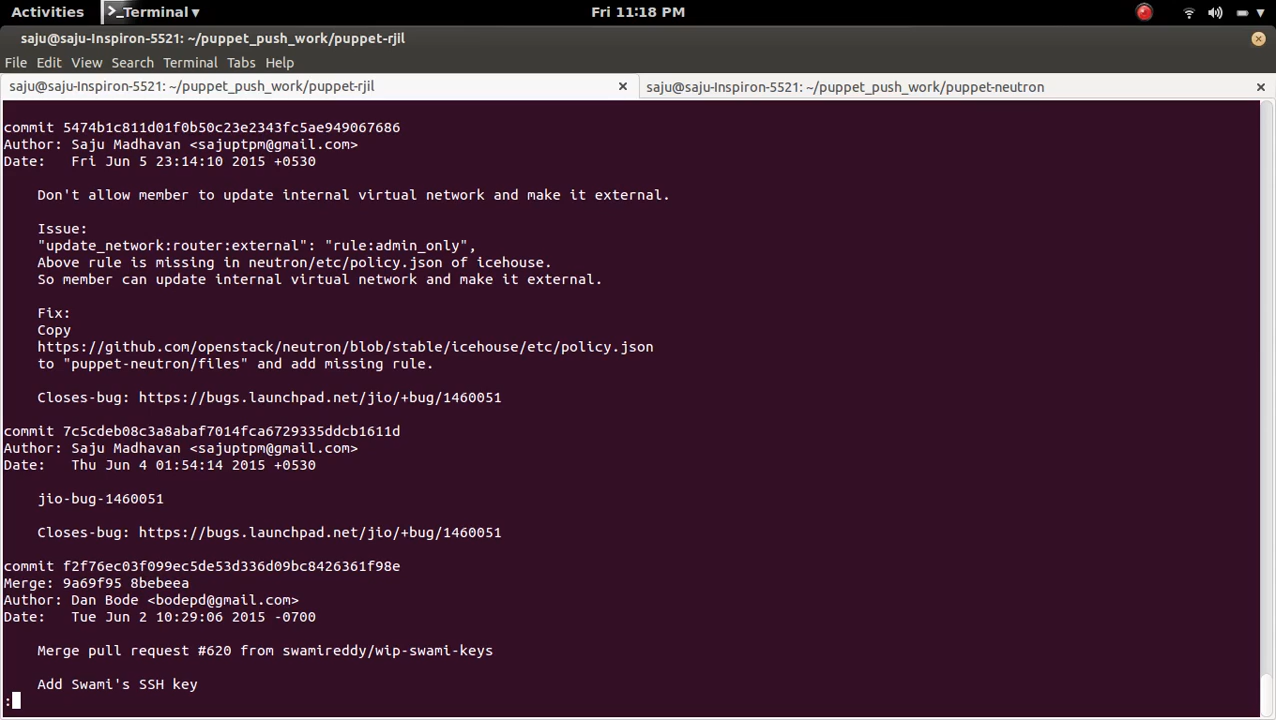 Activities >_Terminal ▾ Fri 11:18 PM
saju@saju-Inspiron-5521: ~/puppet_push_work/puppet-rjil
File Edit View Search Terminal Tabs Help
saju@saju-Inspiron-5521: ~/puppet_push_work/puppet-rjil × saju@saju-Inspiron-5521: ~/puppet_push_work/puppet-neutron ×
commit 5474b1c811d01f0b50c23e2343fc5ae949067686
Author: Saju Madhavan <sajuptpm@gmail.com>
Date:   Fri Jun 5 23:14:10 2015 +0530
    Don't allow member to update internal virtual network and make it external.
    Issue:
    "update_network:router:external": "rule:admin_only",
    Above rule is missing in neutron/etc/policy.json of icehouse.
    So member can update internal virtual network and make it external.
    Fix:
    Copy
    https://github.com/openstack/neutron/blob/stable/icehouse/etc/policy.json
    to "puppet-neutron/files" and add missing rule.
    Closes-bug: https://bugs.launchpad.net/jio/+bug/1460051
commit 7c5cdeb08c3a8abaf7014fca6729335ddcb1611d
Author: Saju Madhavan <sajuptpm@gmail.com>
Date:   Thu Jun 4 01:54:14 2015 +0530
    jio-bug-1460051
    Closes-bug: https://bugs.launchpad.net/jio/+bug/1460051
commit f2f76ec03f099ec5de53d336d09bc8426361f98e
Merge: 9a69f95 8bebeea
Author: Dan Bode <bodepd@gmail.com>
Date:   Tue Jun 2 10:29:06 2015 -0700
    Merge pull request #620 from swamireddy/wip-swami-keys
    Add Swami's SSH key
: